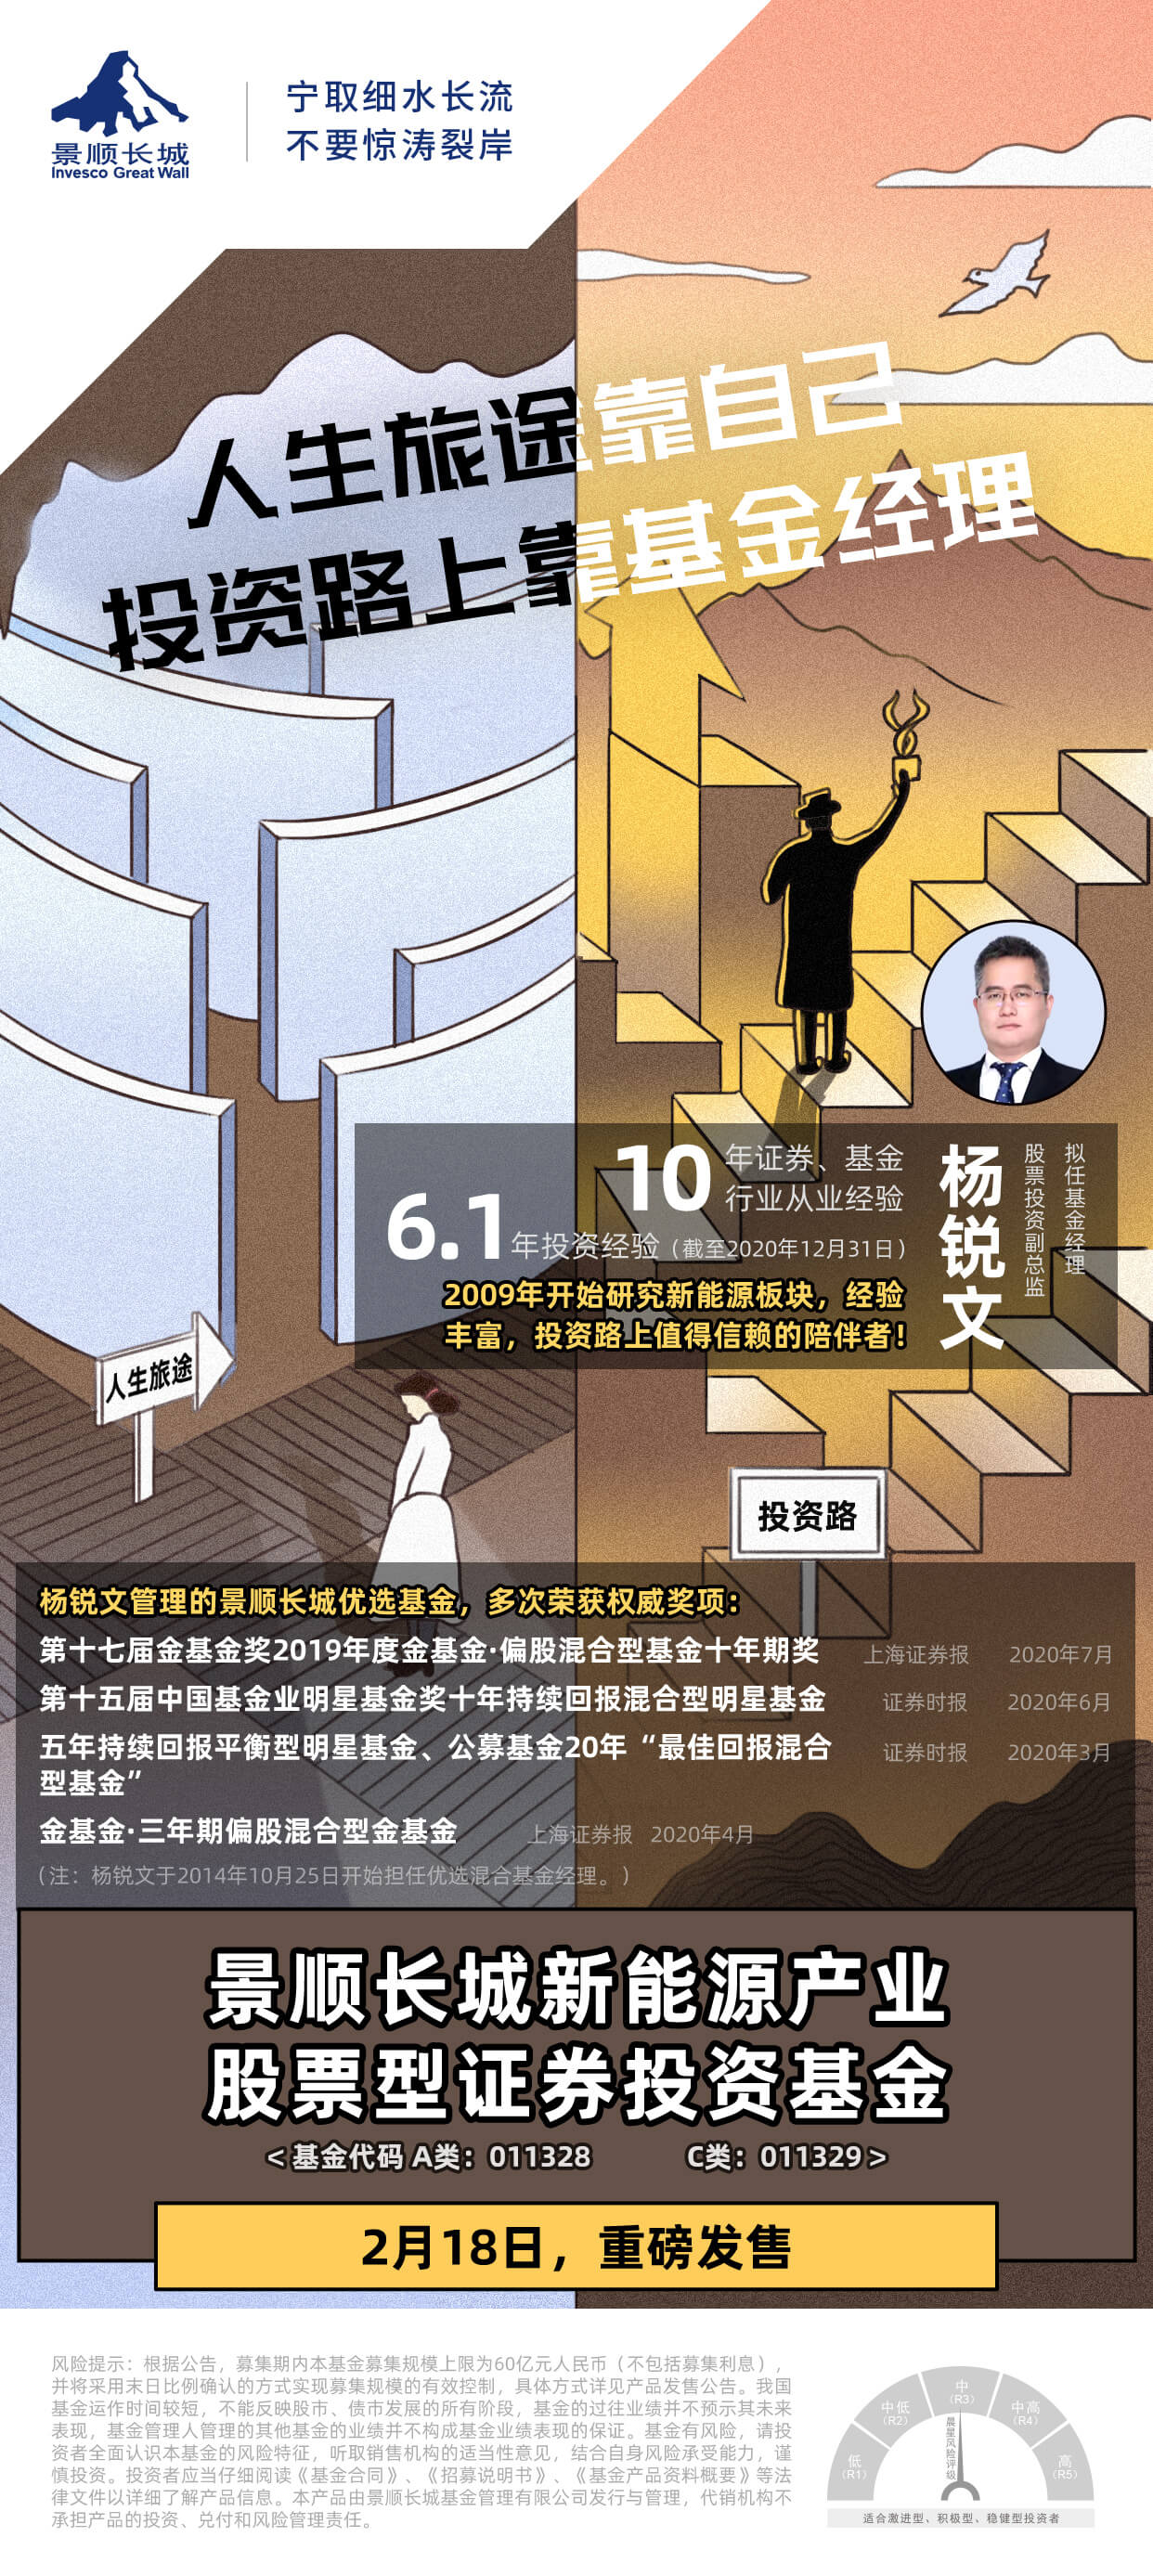 景顺长城
Invesco Great Wall
宁取细水长流
不要惊涛裂岸
人生旅途靠自己
投资路上靠基金经理
10 年证券、基金
行业从业经验
6.1年投资经验（截至2020年12月31日）
2009年开始研究新能源板块，经验
丰富，投资路上值得信赖的陪伴者！
杨锐文
股票投资副总监
拟任基金经理
人生旅途
投资路
杨锐文管理的景顺长城优选基金，多次荣获权威奖项：
第十七届金基金奖2019年度金基金·偏股混合型基金十年期奖 上海证券报 2020年7月
第十五届中国基金业明星基金奖十年持续回报混合型明星基金 证券时报 2020年6月
五年持续回报平衡型明星基金、公募基金20年“最佳回报混合 证券时报 2020年3月
型基金”
金基金·三年期偏股混合型金基金 上海证券报 2020年4月
（注：杨锐文于2014年10月25日开始担任优选混合基金经理。）
景顺长城新能源产业
股票型证券投资基金
<基金代码 A类：011328 C类：011329>
2月18日，重磅发售
风险提示：根据公告，募集期内本基金募集规模上限为60亿元人民币（不包括募集利息），
并将采用末日比例确认的方式实现募集规模的有效控制，具体方式详见产品发售公告。我国
基金运作时间较短，不能反映股市、债市发展的所有阶段，基金的过往业绩并不预示其未来
表现，基金管理人管理的其他基金的业绩并不构成基金业绩表现的保证。基金有风险，请投
资者全面认识本基金的风险特征，听取销售机构的适当性意见，结合自身风险承受能力，谨
慎投资。投资者应当仔细阅读《基金合同》、《招募说明书》、《基金产品资料概要》等法
律文件以详细了解产品信息。本产品由景顺长城基金管理有限公司发行与管理，代销机构不
承担产品的投资、兑付和风险管理责任。
低
（R1）
中低
（R2）
中
（R3）
中高
（R4）
高
（R5）
晨星风险评级
适合激进型、积极型、稳健型投资者